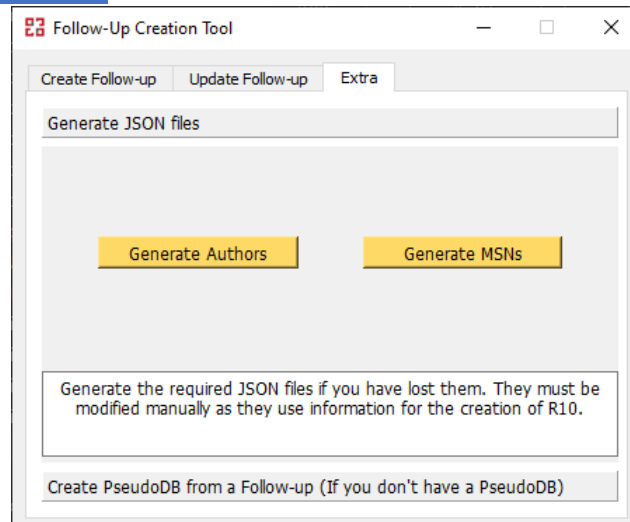 Follow-Up Creation Tool
Create Follow-up Update Follow-up Extra
Generate JSON files
Generate Authors Generate MSNs
Generate the required JSON files if you have lost them. They must be
modified manually as they use information for the creation of R10.
Create PseudoDB from a Follow-up (If you don't have a PseudoDB)